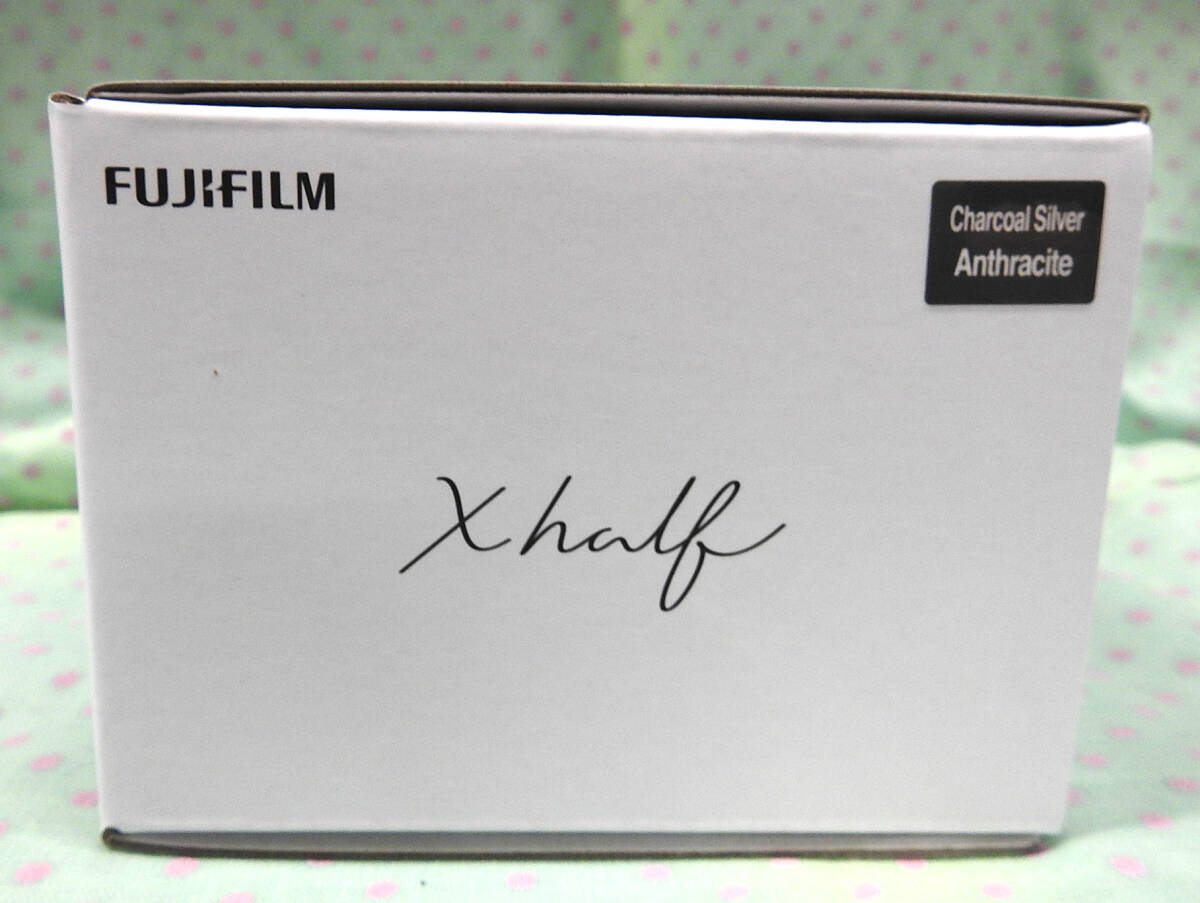 FUJIFILM
Charcoal Silver
Anthracite
X half